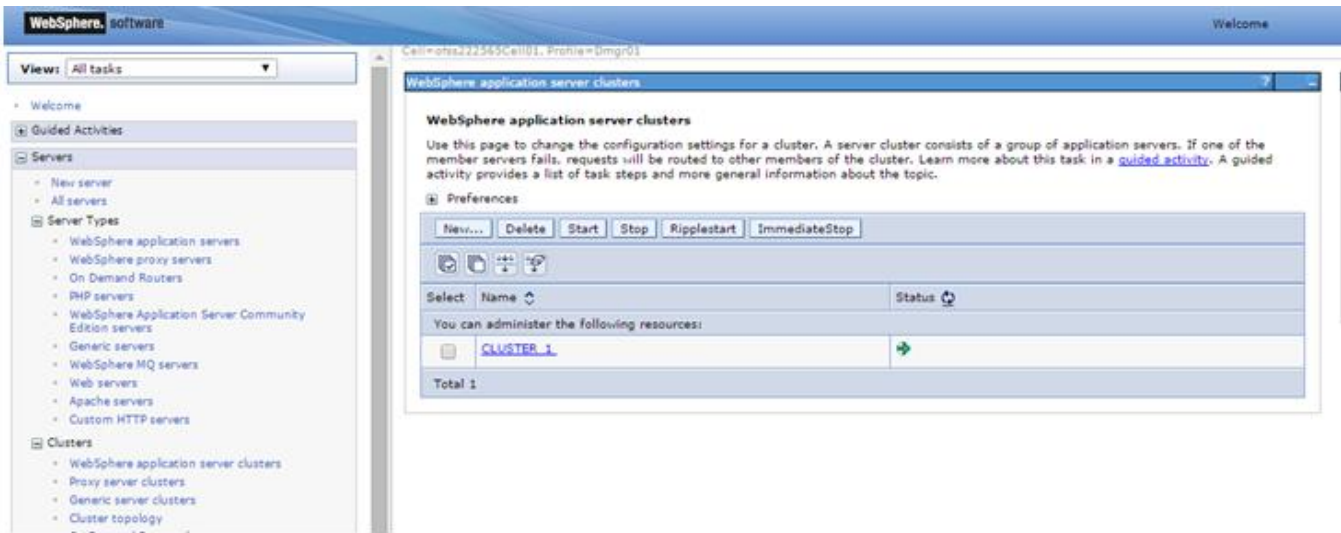 WebSphere. software
Welcome
View: All tasks
Cell=otis222565Cell01, Profile=Dmgr01
Welcome
Guided Activities
Servers
New server
All servers
Server Types
WebSphere application servers
WebSphere proxy servers
On Demand Routers
PHP servers
WebSphere Application Server Community
Edition servers
Generic servers
WebSphere MQ servers
Web servers
Apache servers
Custom HTTP servers
Clusters
WebSphere application server clusters
Proxy server clusters
Generic server clusters
Cluster topology
WebSphere application server clusters ? -
WebSphere application server clusters
Use this page to change the configuration settings for a cluster. A server cluster consists of a group of application servers. If one of the
member servers fails, requests will be routed to other members of the cluster. Learn more about this task in a guided activity. A guided
activity provides a list of task steps and more general information about the topic.
Preferences
New... Delete Start Stop Ripplestart ImmediateStop
Select Name Status
You can administer the following resources:
CLUSTER_1
Total 1